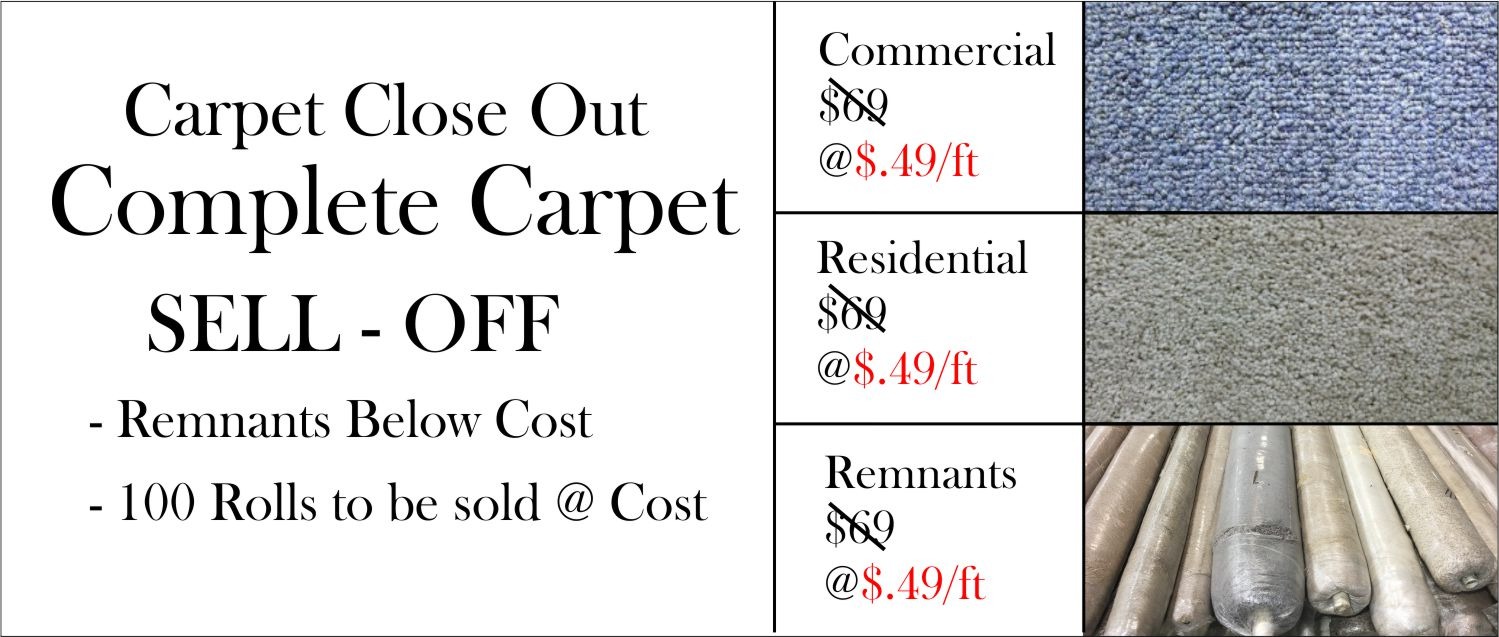 Carpet Close Out
Complete Carpet
SELL - OFF
- Remnants Below Cost
- 100 Rolls to be sold @ Cost
Commercial
$69
@$.49/ft
Residential
$69
@$.49/ft
Remnants
$69
@$.49/ft